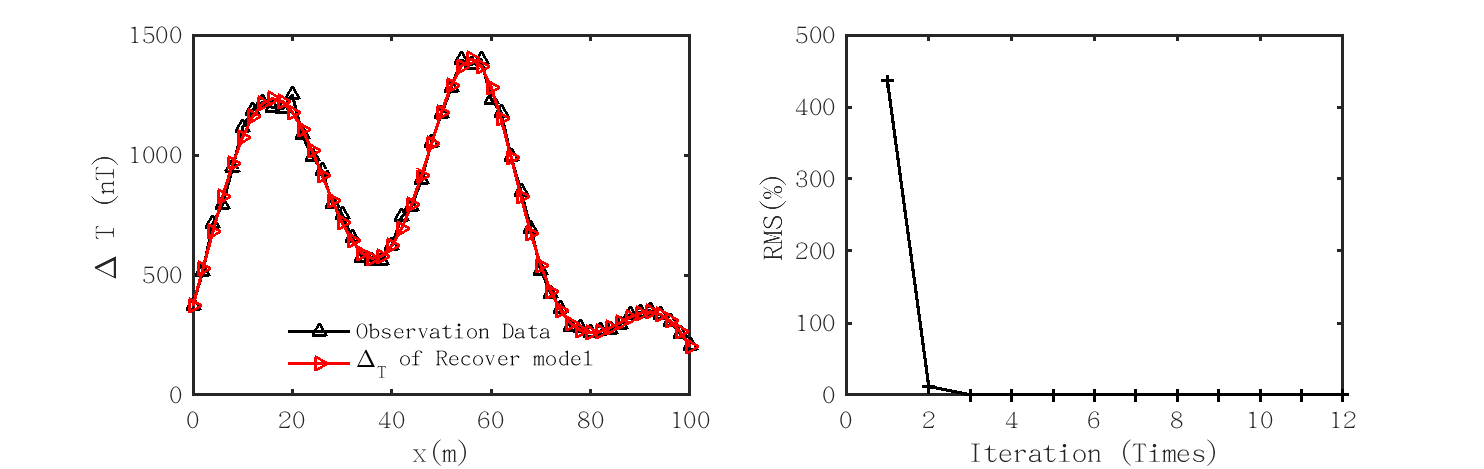 1500
1000
500
0
Δ T (nT)
Observation Data
ΔT of Recover model
0 20 40 60 80 100
x(m)
500
400
300
200
100
0
RMS(%)
0 2 4 6 8 10 12
Iteration (Times)